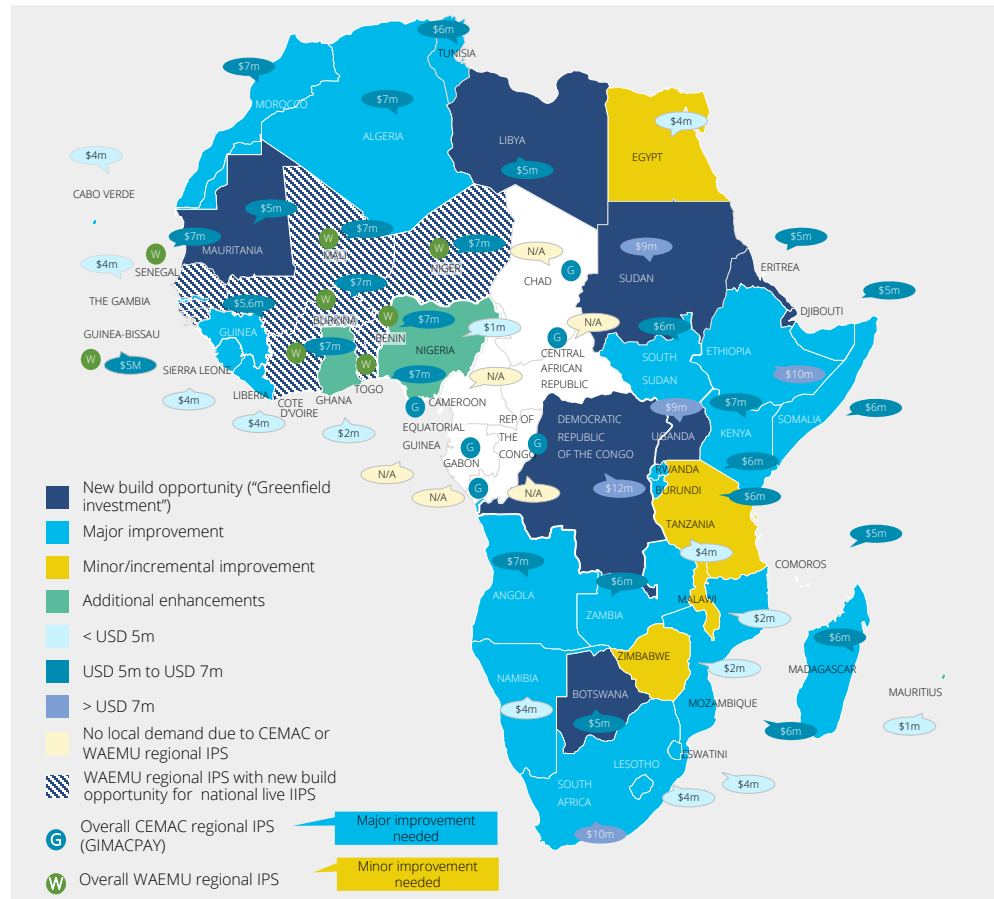 $6m
TUNISIA
$7m
MOROCCO
$7m
ALGERIA
LIBYA
$5m
$4m
EGYPT
$4m
CABO VERDE
$5m
$7m
MAURITANIA
W
SENEGAL
$4m
THE GAMBIA
W
$7m
MALI
W
$7m
NIGER
N/A
CHAD
G
$9m
SUDAN
$5m
ERITREA
$5m
DJIBOUTI
$7m
W
BURKINA
$5,6m
GUINEA
GUINEA-BISSAU
W
$5M
SIERRA LEONE
$4m
LIBERIA
$4m
W
$7m
COTE
D'VOIRE
GHANA
$2m
W
TOGO
W
BENIN
$7m
NIGERIA
$7m
$1m
N/A
G
CENTRAL
AFRICAN
REPUBLIC
$6m
SOUTH
SUDAN
ETHIOPIA
$10m
N/A
CAMEROON
G
EQUATORIAL
GUINEA
REP OF
THE
CONGO
G
G
GABON
G
N/A
N/A
N/A
DEMOCRATIC
REPUBLIC
OF THE CONGO
$12m
$9m
UGANDA
$7m
KENYA
SOMALIA
$6m
$6m
RWANDA
BURUNDI
$6m
TANZANIA
$4m
$5m
COMOROS
$7m
ANGOLA
$6m
ZAMBIA
MALAWI
$2m
ZIMBABWE
$2m
MOZAMBIQUE
$6m
$6m
MADAGASCAR
MAURITIUS
$1m
NAMIBIA
$4m
BOTSWANA
$5m
ESWATINI
$4m
LESOTHO
$4m
SOUTH
AFRICA
$10m
New build opportunity (“Greenfield
investment”)
Major improvement
Minor/incremental improvement
Additional enhancements
< USD 5m
USD 5m to USD 7m
> USD 7m
No local demand due to CEMAC or
WAEMU regional IPS
WAEMU regional IPS with new build
opportunity for national live IIPS
G
Overall CEMAC regional IPS
(GIMACPAY)
Major improvement
needed
W
Overall WAEMU regional IPS
Minor improvement
needed